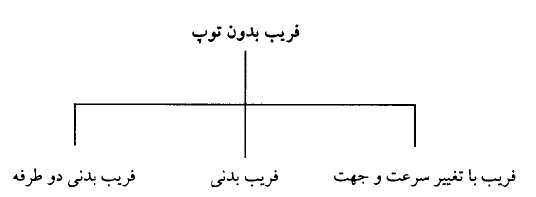 فریب بدون توپ
فریب با تغییر سرعت و جهت
فریب بدنی
فریب بدنی دو طرفه